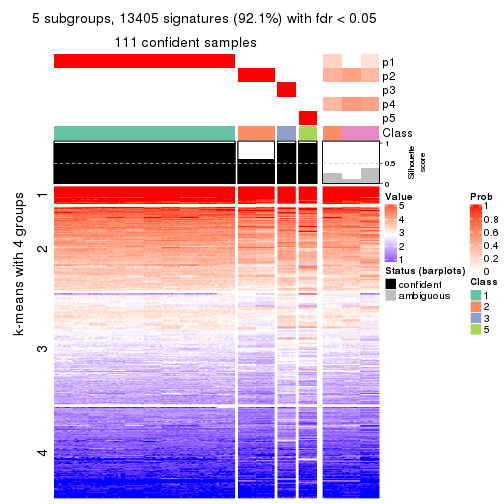 5 subgroups, 13405 signatures (92.1%) with fdr < 0.05
111 confident samples
p1
p2
p3
p4
p5
Class
1
0.5
0
Silhouette
score
k-means with 4 groups
1
2
3
4
Value
5
4
3
2
1
Status (barplots)
confident
ambiguous
Prob
1
0.8
0.6
0.4
0.2
0
Class
1
2
3
5